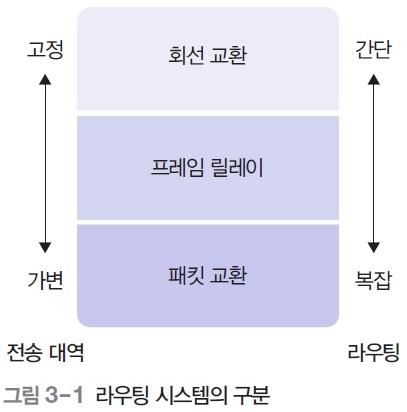 고정
회선 교환
간단
프레임 릴레이
가변
패킷 교환
복잡
전송 대역
라우팅
그림 3-1 라우팅 시스템의 구분